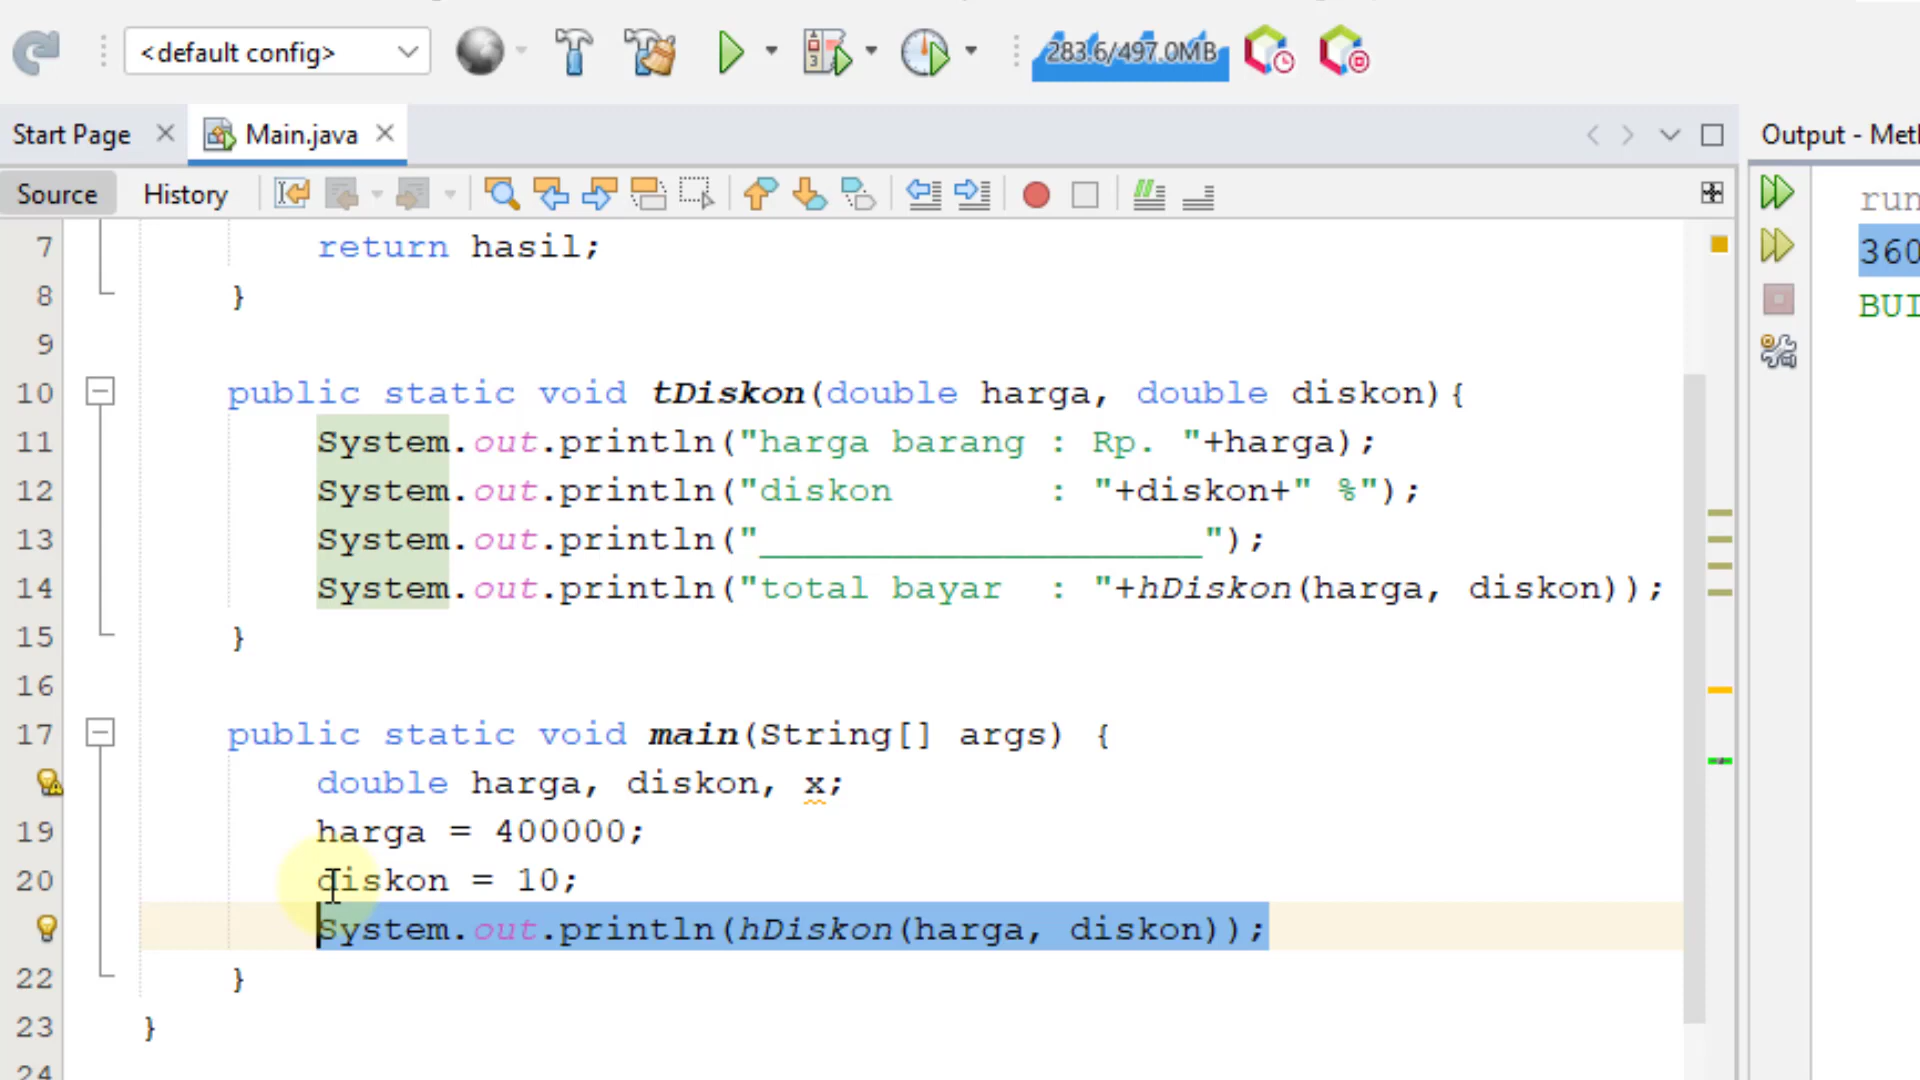 <default config>
283.6/497.0MB
Start Page
Main.java
Output - Met
Source
History
run
360
BUI
7 return hasil;
8 }
9
10 public static void tDiskon(double harga, double diskon){
11 System.out.println("harga barang : Rp. "+harga);
12 System.out.println("diskon       : "+diskon+" %");
13 System.out.println("____________________");
14 System.out.println("total bayar  : "+hDiskon(harga, diskon));
15 }
16
17 public static void main(String[] args) {
double harga, diskon, x;
19 harga = 400000;
20 diskon = 10;
System.out.println(hDiskon(harga, diskon));
22 }
23 }
24